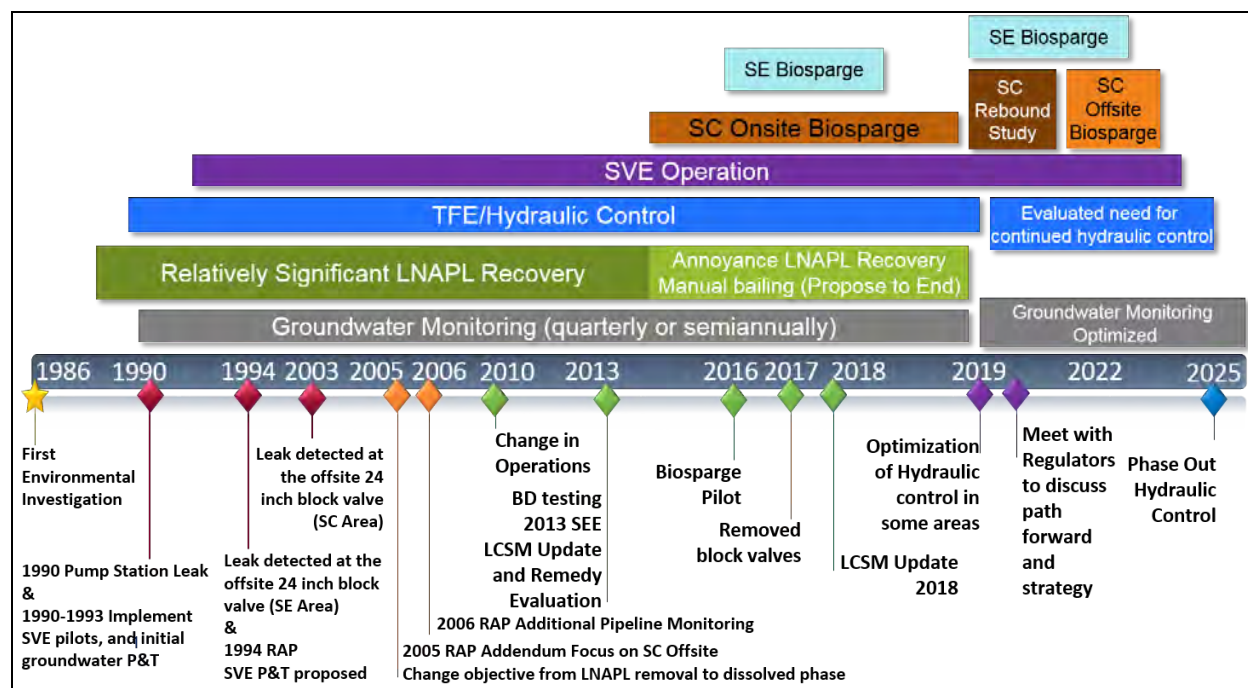 SE Biosparge
SE Biosparge
SC Onsite Biosparge
SC
Rebound
Study
SC
Offsite
Biosparge
SVE Operation
TFE/Hydraulic Control
Evaluated need for
continued hydraulic control
Relatively Significant LNAPL Recovery
Annoyance LNAPL Recovery
Manual bailing (Propose to End)
Groundwater Monitoring (quarterly or semiannually)
Groundwater Monitoring
Optimized
1986 1990 1994 2003 2005 2006 2010 2013 2016 2017 2018 2019 2022 2025
First
Environmental
Investigation
1990 Pump Station Leak
&
1990-1993 Implement
SVE pilots, and initial
groundwater P&T
Leak detected at the
offsite 24 inch block
valve (SE Area)
&
1994 RAP
SVE P&T proposed
Leak detected at
the offsite 24
inch block valve
(SC Area)
2005 RAP Addendum Focus on SC Offsite
Change objective from LNAPL removal to dissolved phase
2006 RAP Additional Pipeline Monitoring
Change in
Operations
BD testing
2013 SEE
LCSM Update
and Remedy
Evaluation
Biosparge
Pilot
Removed
block valves
LCSM Update
2018
Optimization
of Hydraulic
control in
some areas
Meet with
Regulators
to discuss
path
forward
and
strategy
Phase Out
Hydraulic
Control